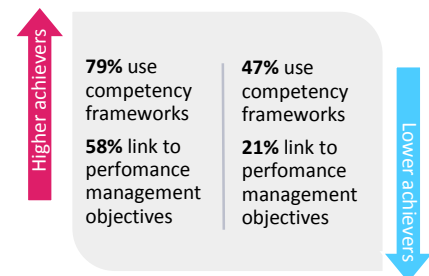 Higher achievers
79% use
competency
frameworks
58% link to
perfomance
management
objectives
47% use
competency
frameworks
21% link to
perfomance
management
objectives
Lower achievers